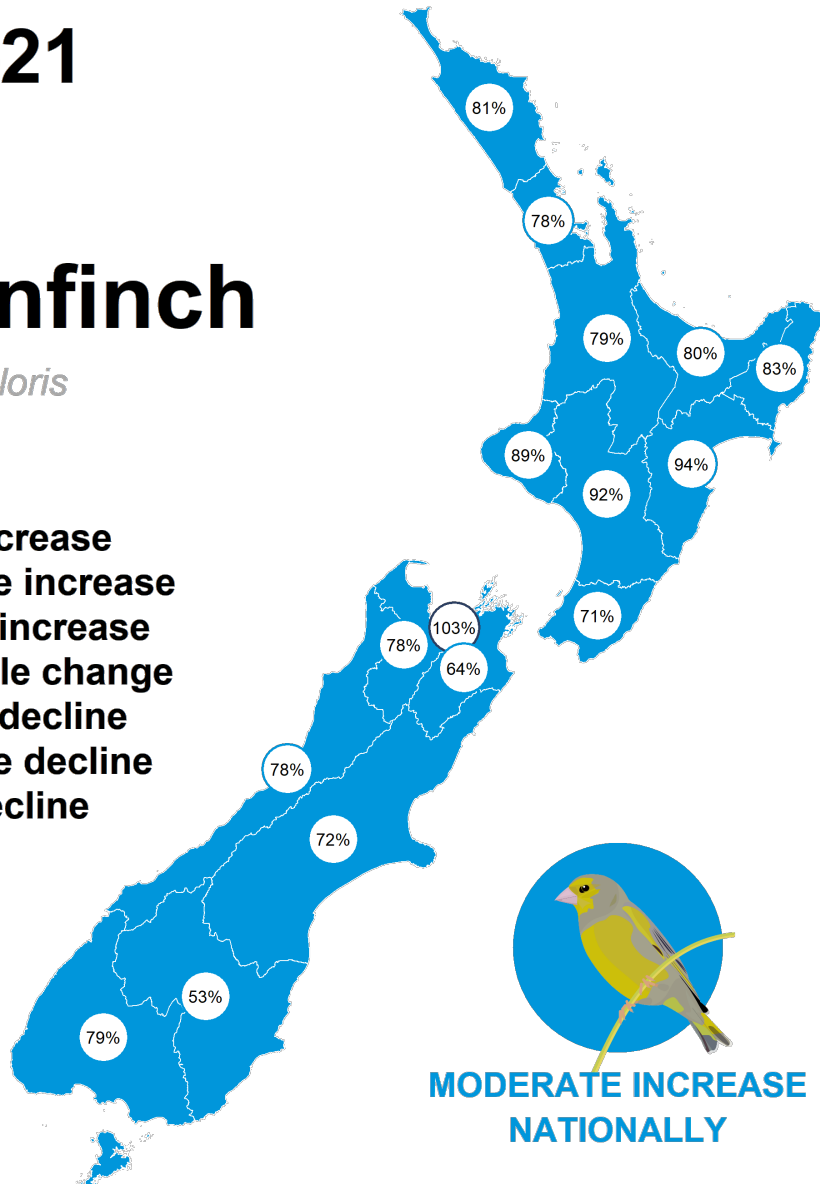 21
nfinch
loris
crease
e increase
increase
le change
decline
e decline
ecline
81%
78%
79%
80%
83%
89%
94%
92%
71%
103%
78%
64%
78%
72%
53%
79%
MODERATE INCREASE
NATIONALLY